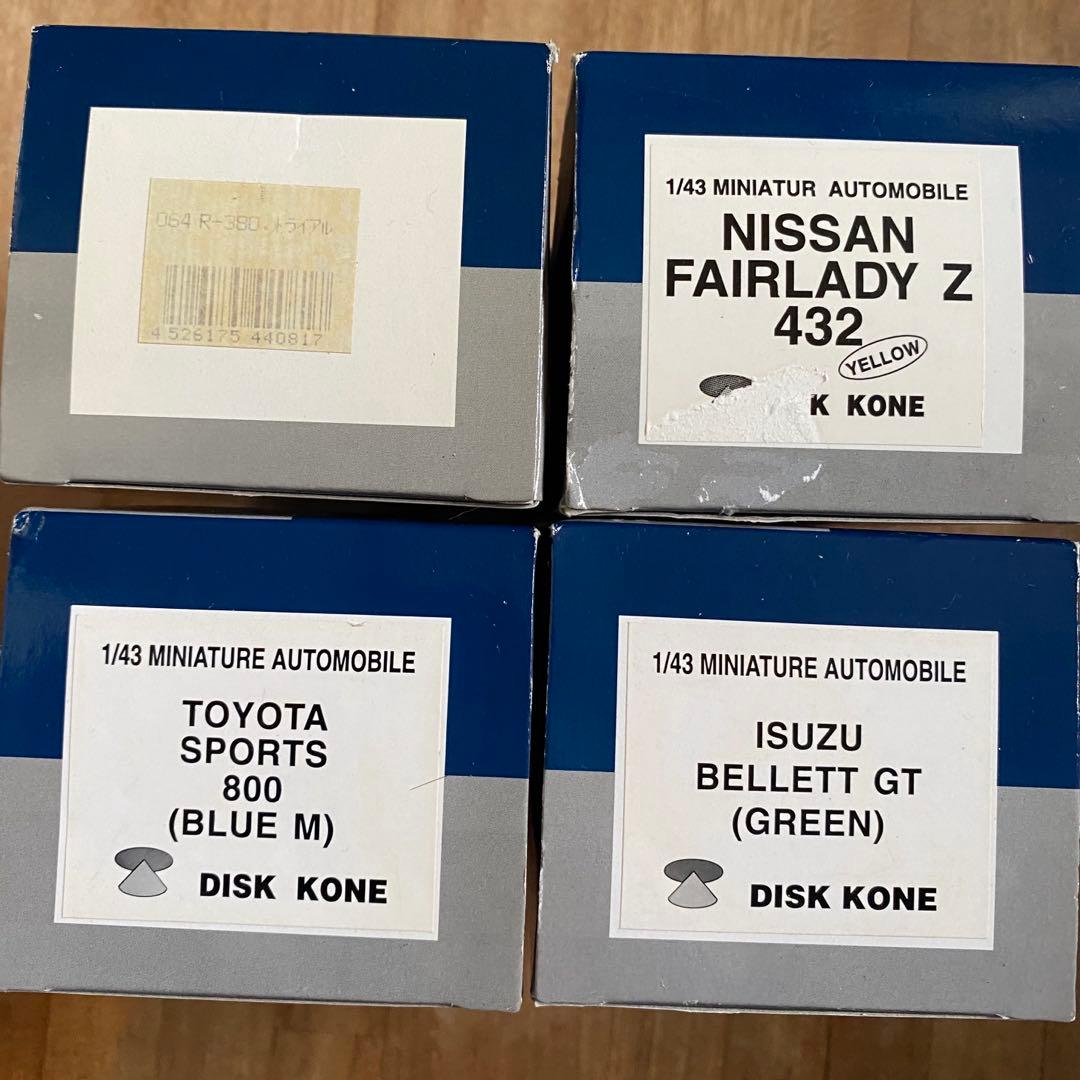 064 R-380.トライアル
4 526175 440817
1/43 MINIATUR AUTOMOBILE
NISSAN
FAIRLADY Z
432
YELLOW
K KONE
1/43 MINIATURE AUTOMOBILE
TOYOTA
SPORTS
800
(BLUE M)
DISK KONE
1/43 MINIATURE AUTOMOBILE
ISUZU
BELLETT GT
(GREEN)
DISK KONE